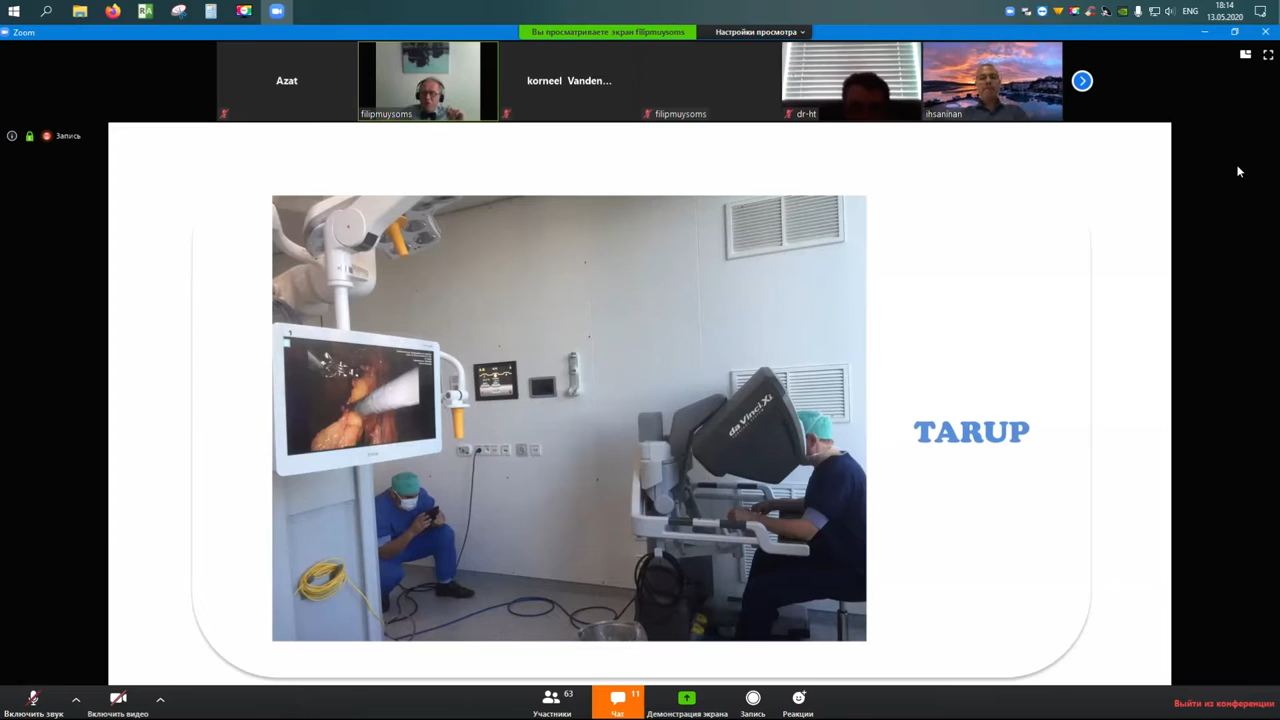 ENG
18:14
13.05.2020
Zoom
Вы просматриваете экран filipmuysoms
Настройки просмотра
Azat
filipmuysoms
korneel Vanden...
filipmuysoms
dr-ht
ihsaninan
Запись
da Vinci Xi
TARUP
Включить звук
Включить видео
63
Участники
11
Чат
Демонстрация экрана
Запись
Реакции
Выйти из конференции